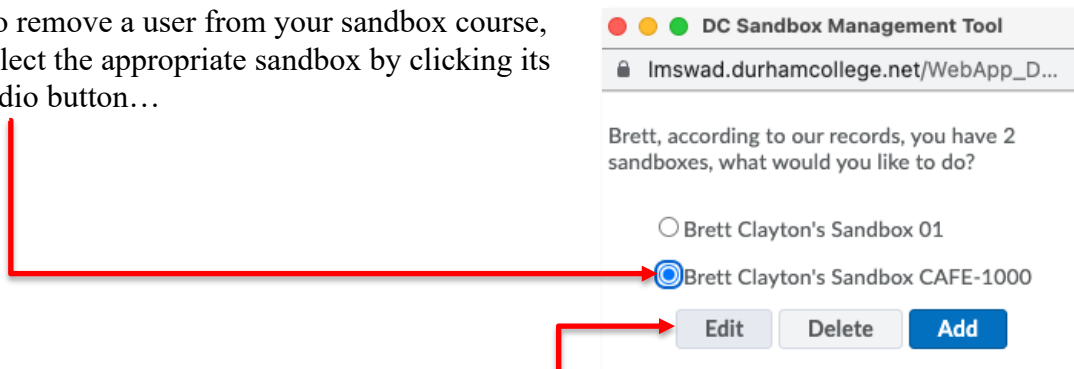 o remove a user from your sandbox course,
lect the appropriate sandbox by clicking its
dio button…
DC Sandbox Management Tool
lmswad.durhamcollege.net/WebApp_D...
Brett, according to our records, you have 2
sandboxes, what would you like to do?
Brett Clayton's Sandbox 01
Brett Clayton's Sandbox CAFE-1000
Edit Delete Add